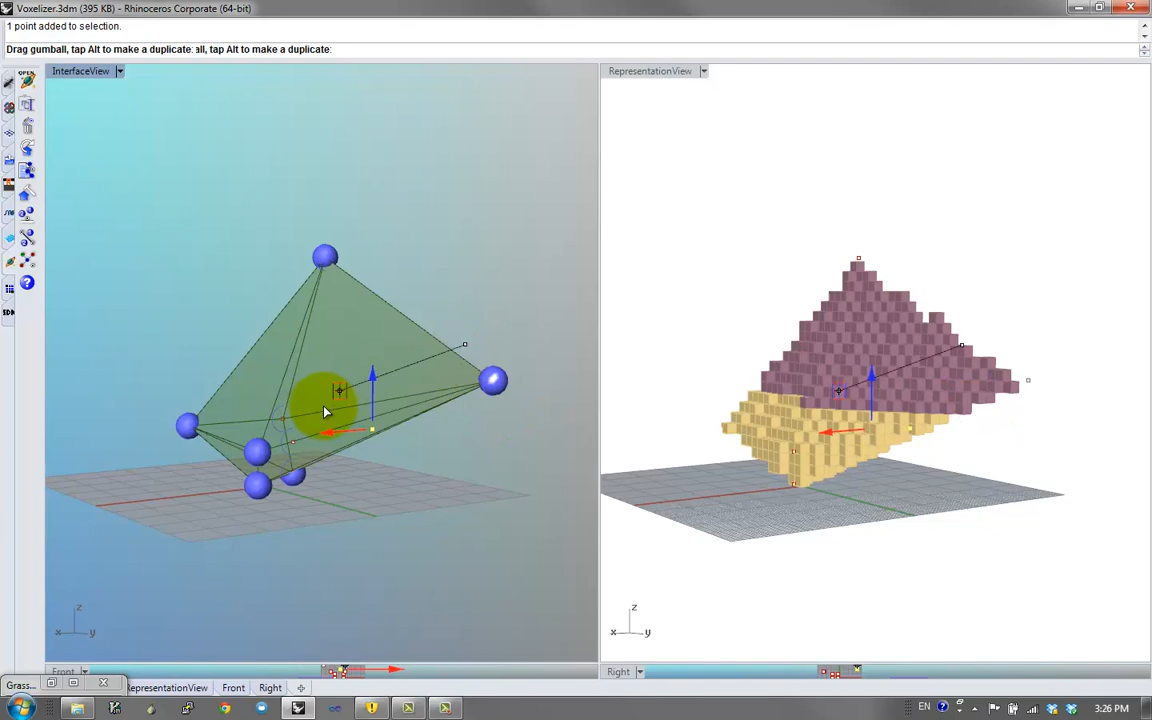 Voxelizer.3dm (395 KB) - Rhinoceros Corporate (64-bit)
1 point added to selection.
Drag gumball, tap Alt to make a duplicate: all, tap Alt to make a duplicate:
OPEN
InterfaceView
RepresentationView
z
x y
z
x y
Front
Right
Grass...
RepresentationView Front Right
EN
3:26 PM